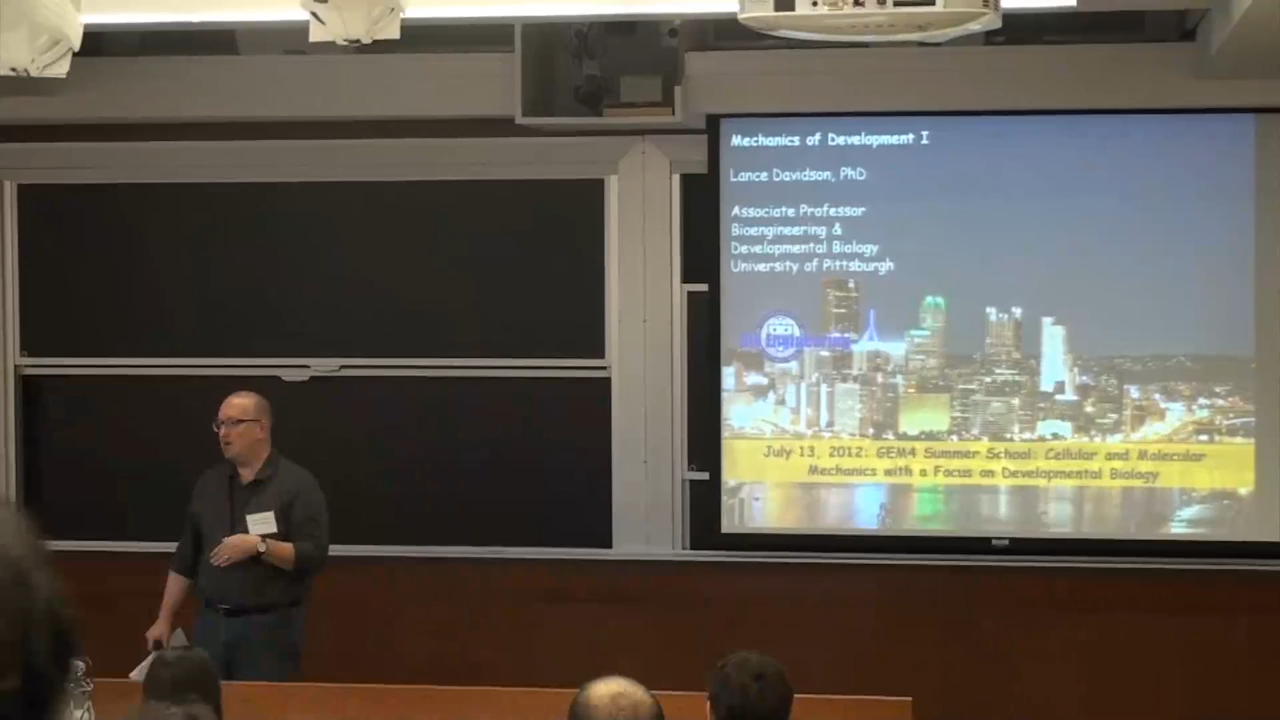 Mechanics of Development I
Lance Davidson, PhD
Associate Professor
Bioengineering &
Developmental Biology
University of Pittsburgh
Engineering
July 13, 2012: GEM4 Summer School: Cellular and Molecular
Mechanics with a Focus on Developmental Biology